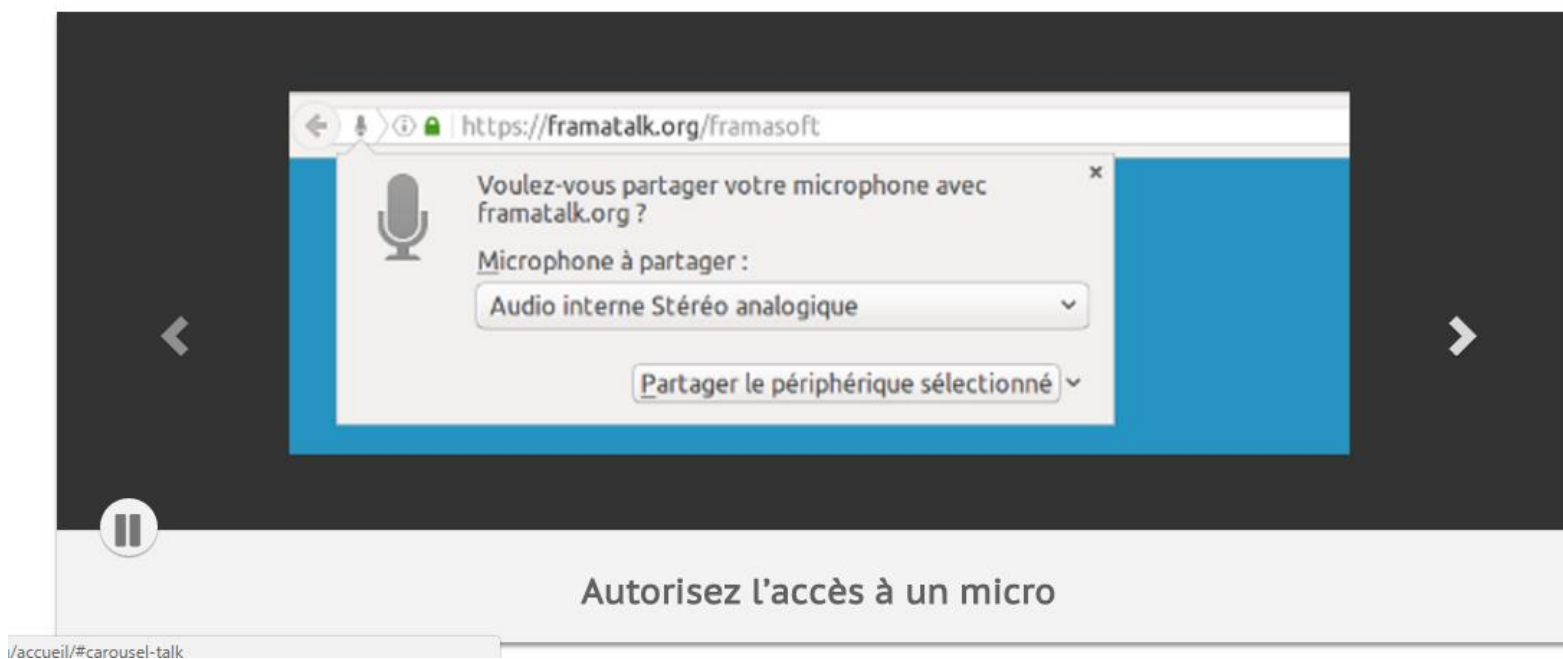 https://framatalk.org/framasoft
Voulez-vous partager votre microphone avec
framatalk.org ?
Microphone à partager :
Audio interne Stéréo analogique
Partager le périphérique sélectionné
Autorisez l’accès à un micro
/accueil/#carousel-talk